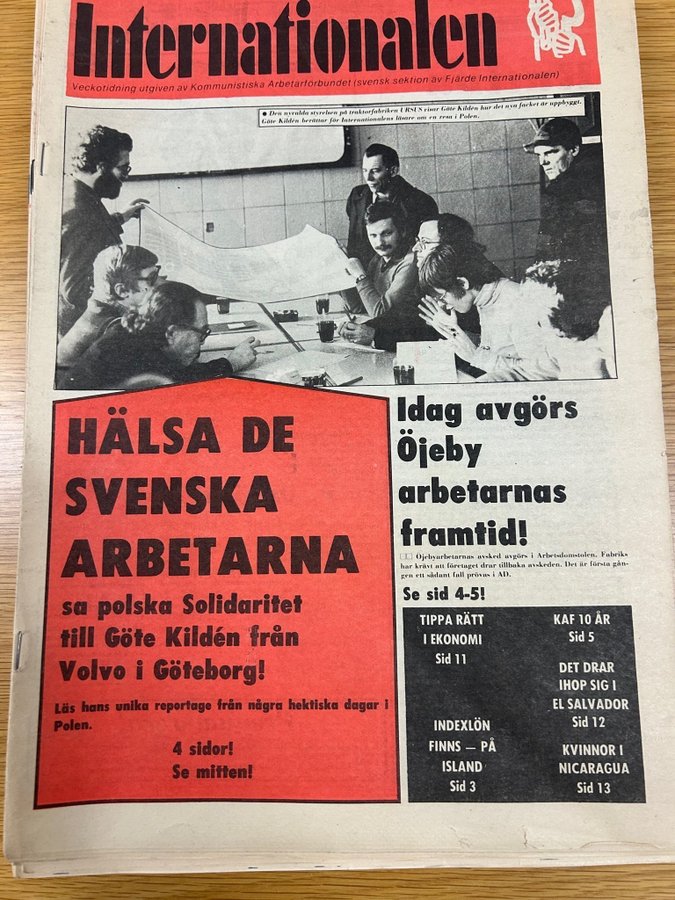 Internationalen
Veckotidning utgiven av Kommunistiska Arbetarförbundet (svensk sektion av Fjärde Internationalen)
● Den nyvalda styrelsen på traktorfabriken URSUS visar Göte Kildén hur det nya facket är uppbyggt.
Göte Kildén berättar för Internationalens läsare om en resa i Polen.
HÄLSA DE
SVENSKA
ARBETARNA
sa polska Solidaritet
till Göte Kildén från
Volvo i Göteborg!
Läs hans unika reportage från några hektiska dagar i
Polen.
4 sidor!
Se mitten!
Idag avgörs
Öjeby
arbetarnas
framtid!
□□ Öjebyarbetarnas avsked avgörs i Arbetsdomstolen. Fabriks
har krävt att företaget drar tillbaka avskeden. Det är första gån-
gen ett sådant fall prövas i AD.
Se sid 4-5!
TIPPA RÄTT
I EKONOMI
Sid 11
INDEXLÖN
FINNS — PÅ
ISLAND
Sid 3
KAF 10 ÅR
Sid 5
DET DRAR
IHOP SIG I
EL SALVADOR
Sid 12
KVINNOR I
NICARAGUA
Sid 13